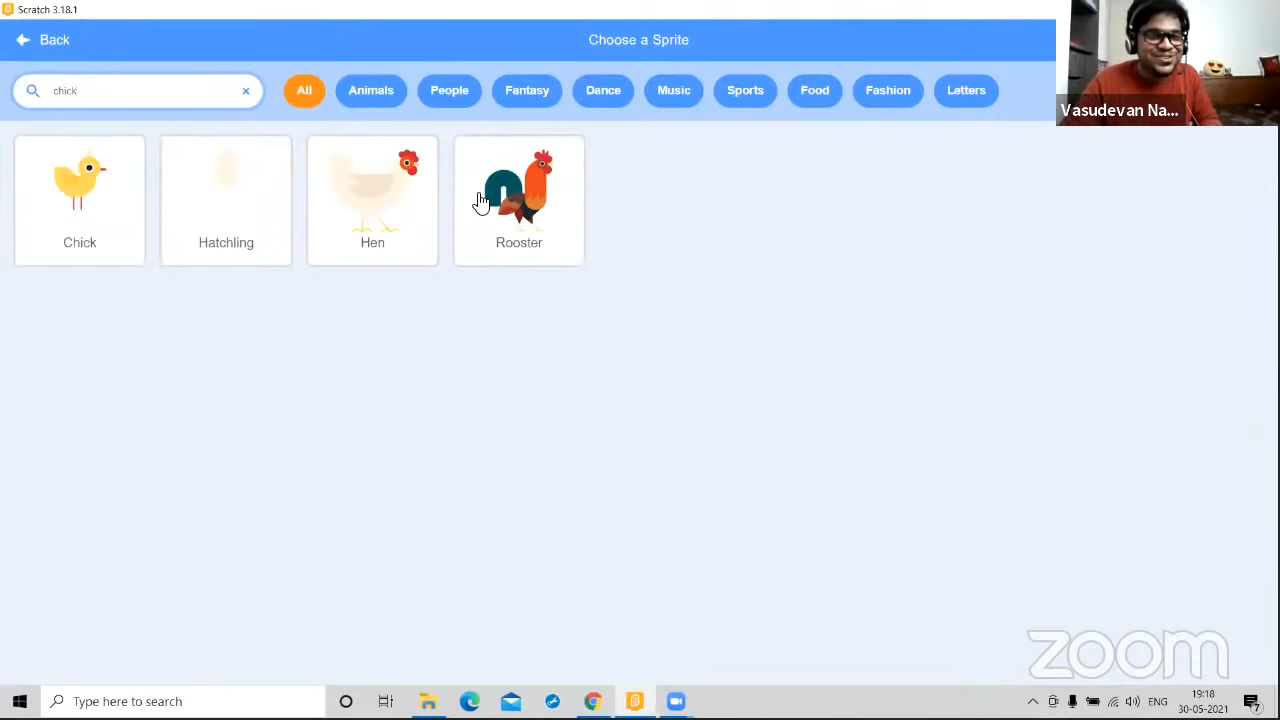 Scratch 3.18.1
Back
Choose a Sprite
chick
All
Animals
People
Fantasy
Dance
Music
Sports
Food
Fashion
Letters
Vasudevan Na...
Chick
Hatchling
Hen
Rooster
zoom
Type here to search
ENG
19:18
30-05-2021
7